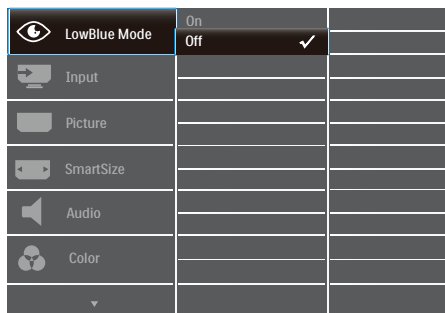 LowBlue Mode
On
Off
Input
Picture
SmartSize
Audio
Color